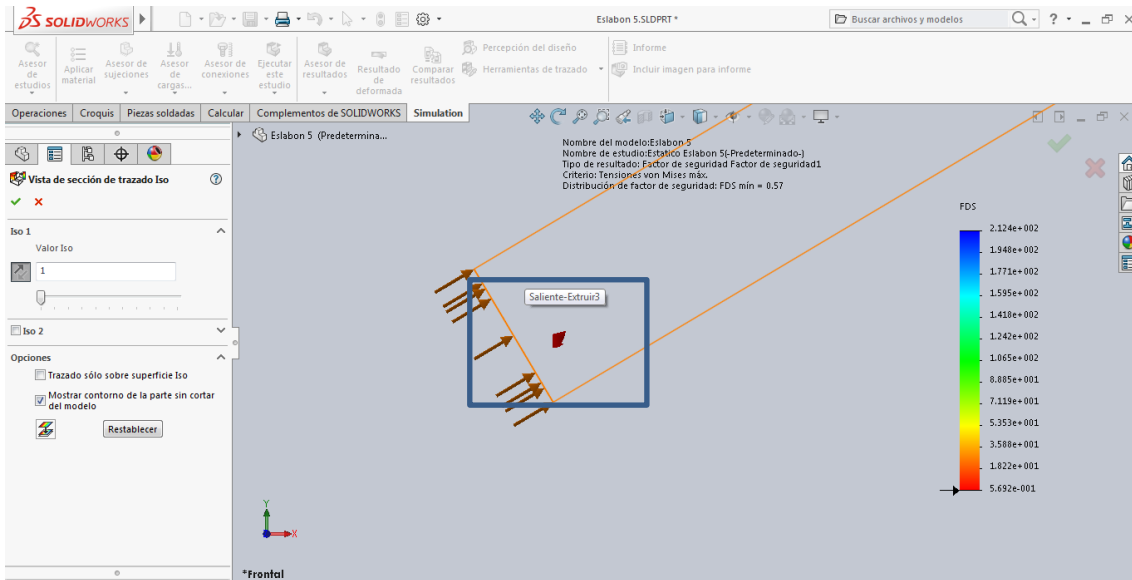 SOLIDWORKS
Eslabon 5.SLDPRT *
Buscar archivos y modelos
Asesor de estudios
Aplicar material
Asesor de sujeciones
Asesor de cargas...
Asesor de conexiones
Ejecutar este estudio
Asesor de resultados
Resultado de deformada
Comparar resultados
Percepción del diseño
Herramientas de trazado
Informe
Incluir imagen para informe
Operaciones
Croquis
Piezas soldadas
Calcular
Complementos de SOLIDWORKS
Simulation
Eslabon 5 (Predetermina...
Vista de sección de trazado Iso
Iso 1
Valor Iso
1
Iso 2
Opciones
Trazado sólo sobre superficie Iso
Mostrar contorno de la parte sin cortar
del modelo
Restablecer
Nombre del modelo:Eslabon 5
Nombre de estudio:Estatico Eslabon 5(-Predeterminado-)
Tipo de resultado: Factor de seguridad Factor de seguridad1
Criterio: Tensiones von Mises máx.
Distribución de factor de seguridad: FDS mín = 0.57
Saliente-Extruir3
FDS
2.124e+002
1.948e+002
1.771e+002
1.595e+002
1.418e+002
1.242e+002
1.065e+002
8.885e+001
7.119e+001
5.353e+001
3.588e+001
1.822e+001
5.692e-001
Y
X
*Frontal